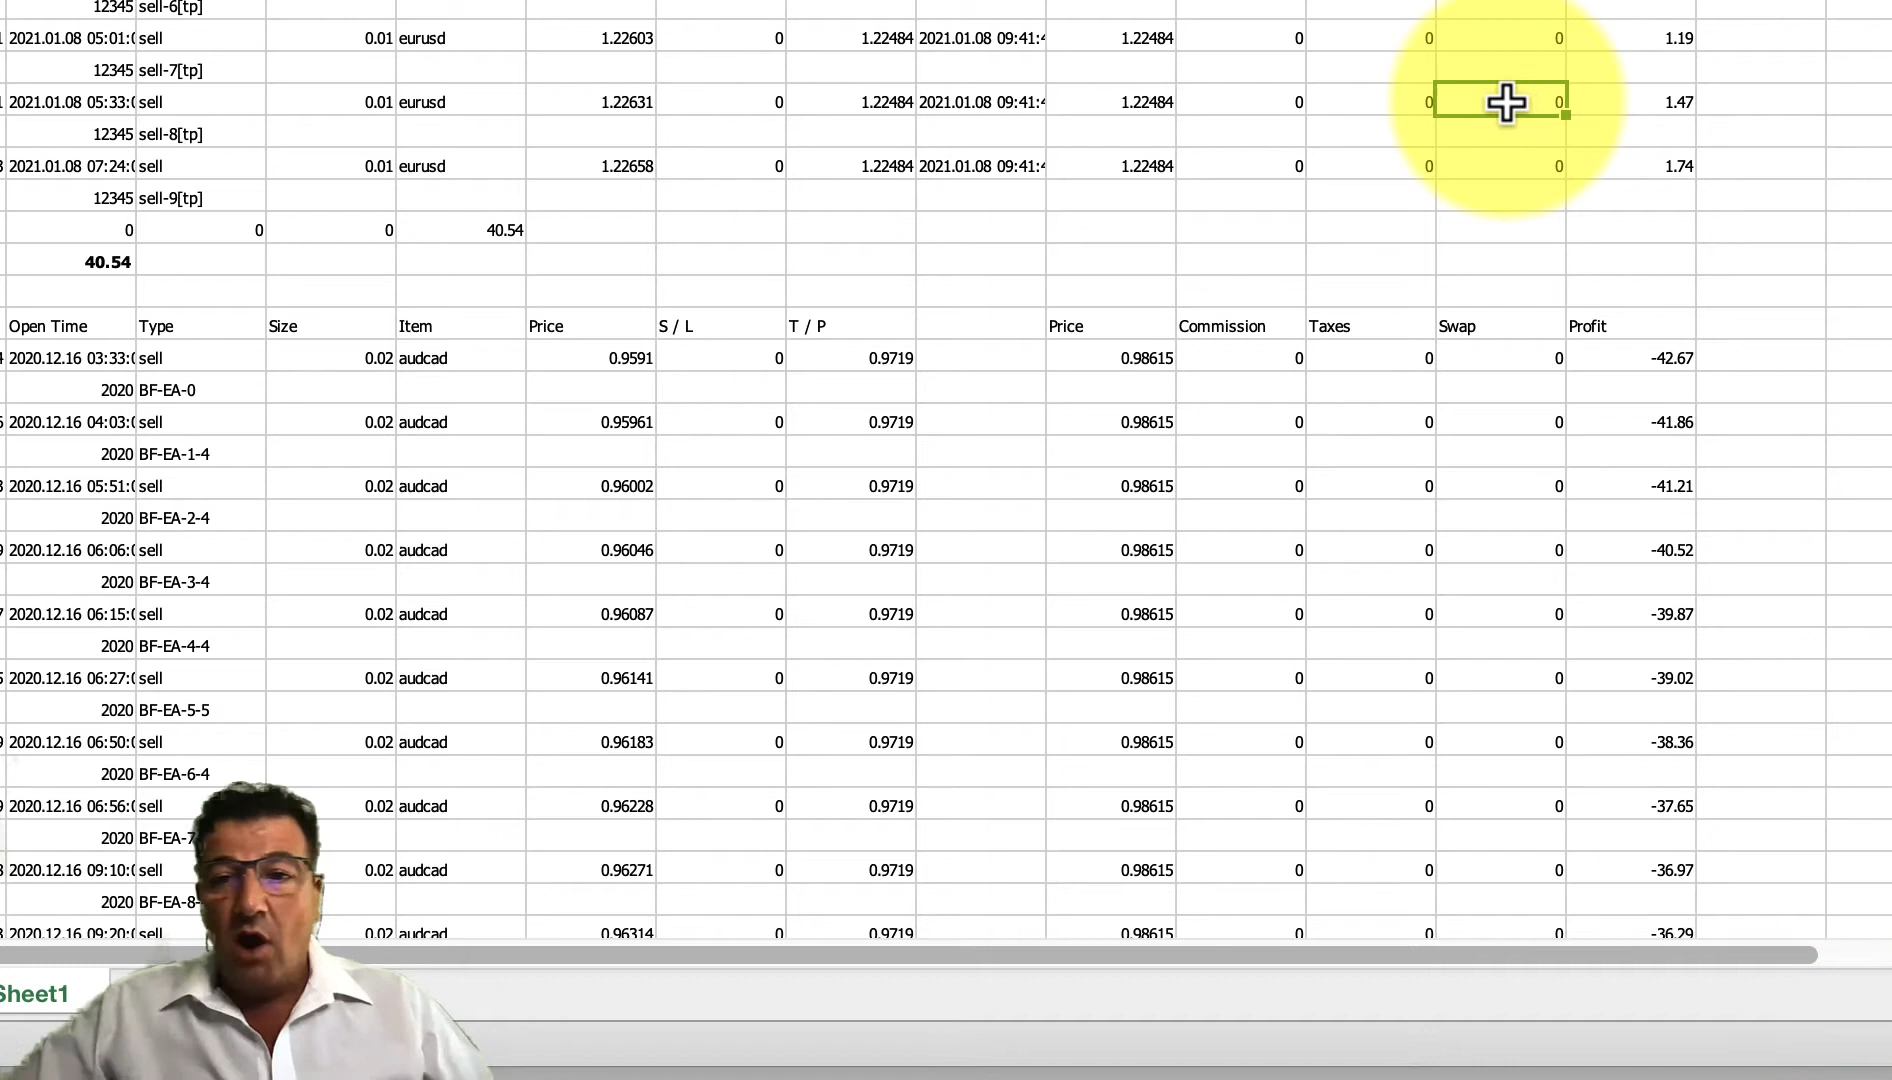 12345 sell-6[tp]
2021.01.08 05:01:0 sell 0.01 eurusd 1.22603 0 1.22484 2021.01.08 09:41:4 1.22484 0 0 0 1.19
12345 sell-7[tp]
2021.01.08 05:33:0 sell 0.01 eurusd 1.22631 0 1.22484 2021.01.08 09:41:4 1.22484 0 0 0 1.47
12345 sell-8[tp]
2021.01.08 07:24:0 sell 0.01 eurusd 1.22658 0 1.22484 2021.01.08 09:41:4 1.22484 0 0 0 1.74
12345 sell-9[tp]
0 0 0 40.54
40.54
Open Time Type Size Item Price S / L T / P Price Commission Taxes Swap Profit
2020.12.16 03:33:0 sell 0.02 audcad 0.9591 0 0.9719 0.98615 0 0 0 -42.67
2020 BF-EA-0
2020.12.16 04:03:0 sell 0.02 audcad 0.95961 0 0.9719 0.98615 0 0 0 -41.86
2020 BF-EA-1-4
2020.12.16 05:51:0 sell 0.02 audcad 0.96002 0 0.9719 0.98615 0 0 0 -41.21
2020 BF-EA-2-4
2020.12.16 06:06:0 sell 0.02 audcad 0.96046 0 0.9719 0.98615 0 0 0 -40.52
2020 BF-EA-3-4
2020.12.16 06:15:0 sell 0.02 audcad 0.96087 0 0.9719 0.98615 0 0 0 -39.87
2020 BF-EA-4-4
2020.12.16 06:27:0 sell 0.02 audcad 0.96141 0 0.9719 0.98615 0 0 0 -39.02
2020 BF-EA-5-5
2020.12.16 06:50:0 sell 0.02 audcad 0.96183 0 0.9719 0.98615 0 0 0 -38.36
2020 BF-EA-6-4
2020.12.16 06:56:0 sell 0.02 audcad 0.96228 0 0.9719 0.98615 0 0 0 -37.65
2020 BF-EA-7
2020.12.16 09:10:0 sell 0.02 audcad 0.96271 0 0.9719 0.98615 0 0 0 -36.97
2020 BF-EA-8-
2020.12.16 09:20:0 sell 0.02 audcad 0.96314 0 0.9719 0.98615 0 0 0 -36.29
Sheet1